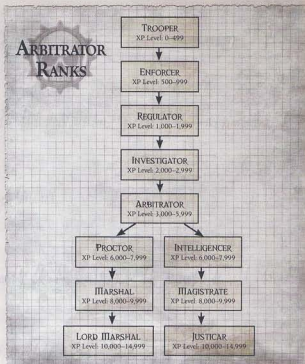 ARBITRATOR
RANKS
TROOPER
XP Level: 0–499
ENFORCER
XP Level: 500–999
REGULATOR
XP Level: 1,000–1,999
INVESTIGATOR
XP Level: 2,000–2,999
ARBITRATOR
XP Level: 3,000–5,999
PROCTOR
XP Level: 6,000–7,999
INTELLIGENCER
XP Level: 6,000–7,999
MARSHAL
XP Level: 8,000–9,999
MAGISTRATE
XP Level: 8,000–9,999
LORD MARSHAL
XP Level: 10,000–14,999
JUSTICAR
XP Level: 10,000–14,999